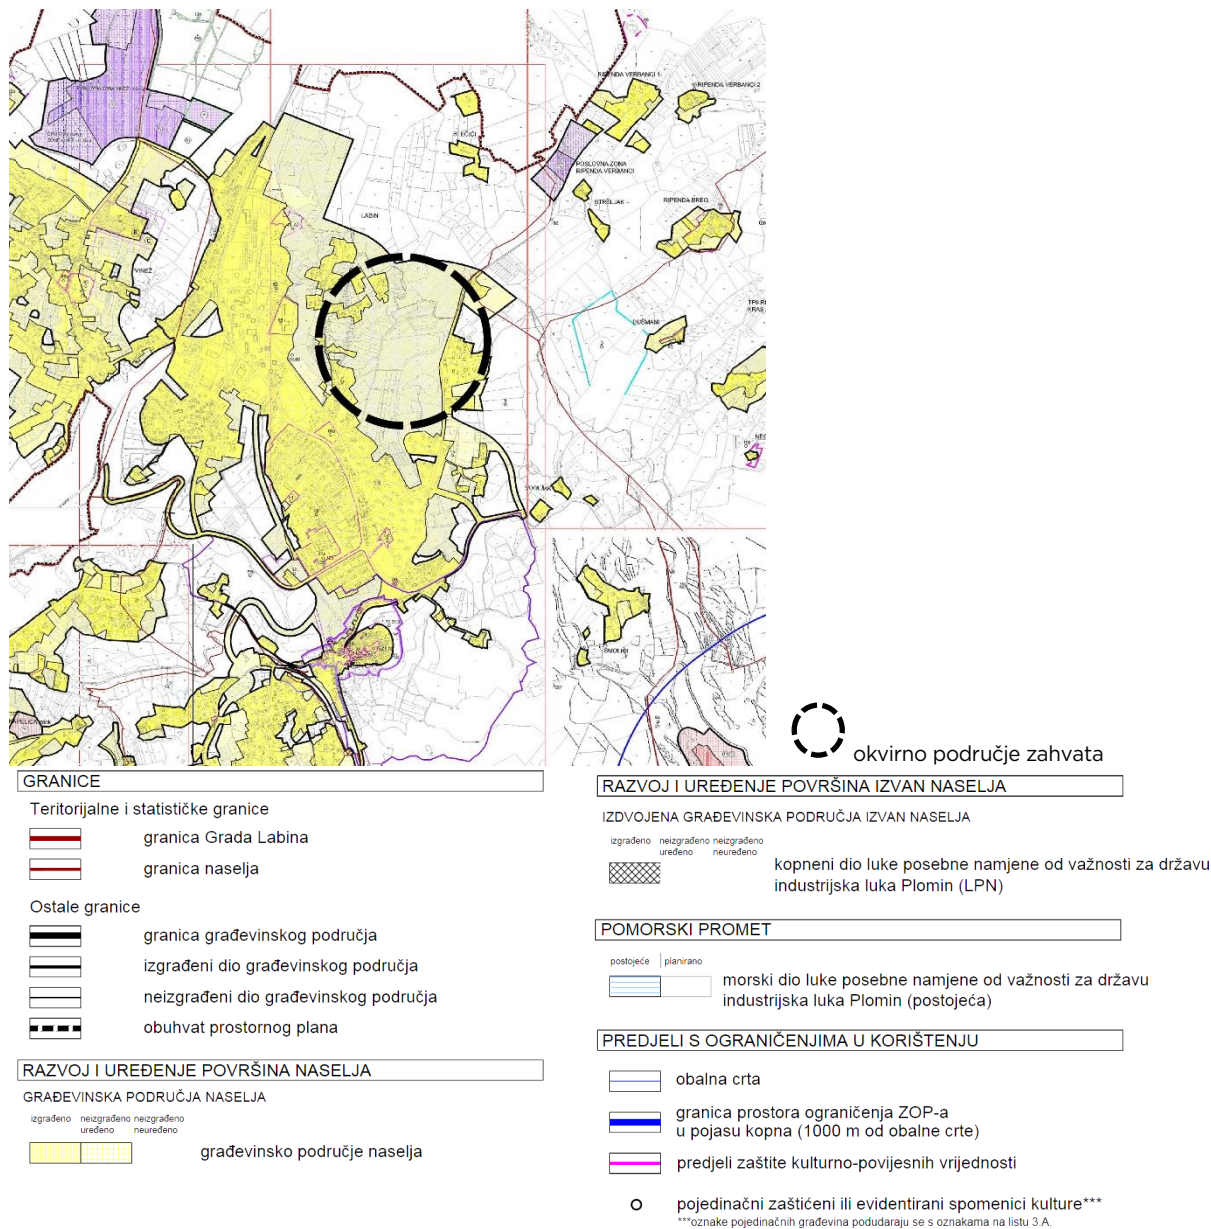 RIPENDA VERBANCI 1
RIPENDA VERBANCI 2
POSLOVNA ZONA
RIPENDA VERBANCI
STRŠLJAK
RIPENDA BREG
LABIN
VINEŽ
DUŠMANI
okvirno područje zahvata
GRANICE
Teritorijalne i statističke granice
granica Grada Labina
granica naselja
Ostale granice
granica građevinskog područja
izgrađeni dio građevinskog područja
neizgrađeni dio građevinskog područja
obuhvat prostornog plana
RAZVOJ I UREĐENJE POVRŠINA NASELJA
GRAĐEVINSKA PODRUČJA NASELJA
izgrađeno neizgrađeno neizgrađeno
uređeno neuređeno
građevinsko područje naselja
RAZVOJ I UREĐENJE POVRŠINA IZVAN NASELJA
IZDVOJENA GRAĐEVINSKA PODRUČJA IZVAN NASELJA
izgrađeno neizgrađeno neizgrađeno
uređeno neuređeno
kopneni dio luke posebne namjene od važnosti za državu
industrijska luka Plomin (LPN)
POMORSKI PROMET
postojeće planirano
morski dio luke posebne namjene od važnosti za državu
industrijska luka Plomin (postojeća)
PREDJELI S OGRANIČENJIMA U KORIŠTENJU
obalna crta
granica prostora ograničenja ZOP-a
u pojasu kopna (1000 m od obalne crte)
predjeli zaštite kulturno-povijesnih vrijednosti
pojedinačni zaštićeni ili evidentirani spomenici kulture***
***oznake pojedinačnih građevina podudaraju se s oznakama na listu 3.A.